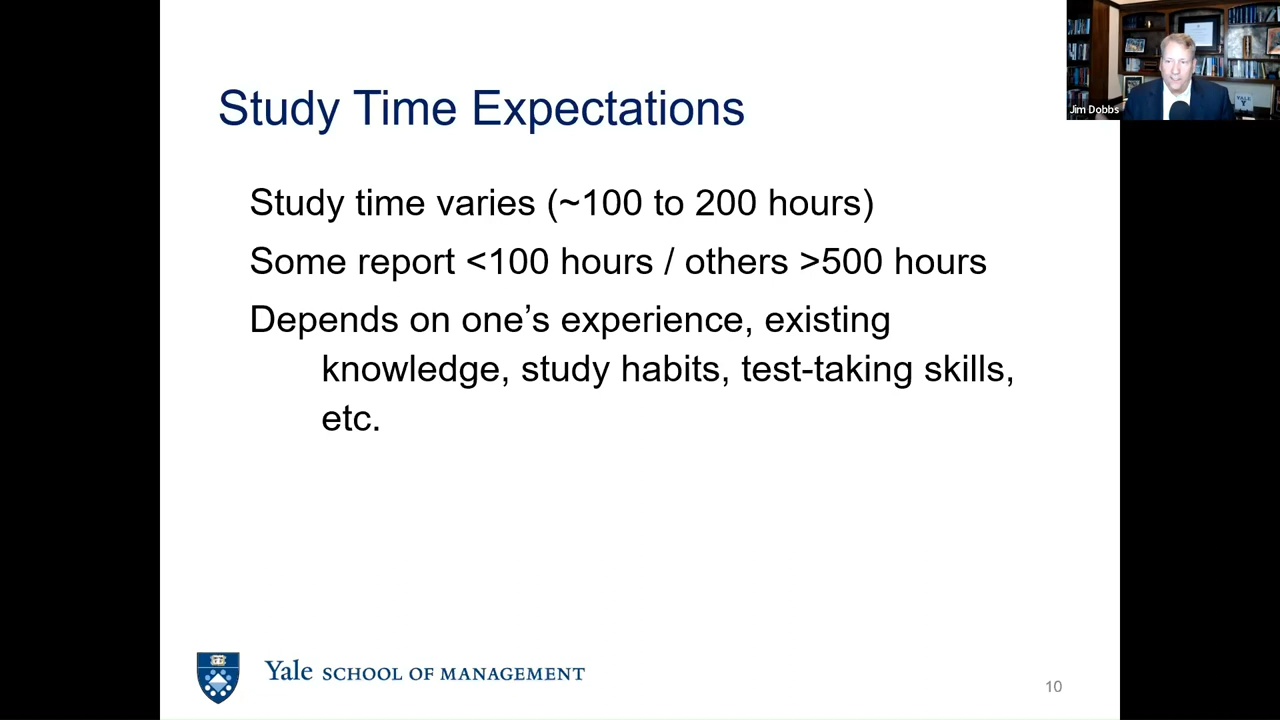 Jim Dobbs
Study Time Expectations
Study time varies (~100 to 200 hours)
Some report <100 hours / others >500 hours
Depends on one’s experience, existing
knowledge, study habits, test-taking skills,
etc.
Yale SCHOOL OF MANAGEMENT
10